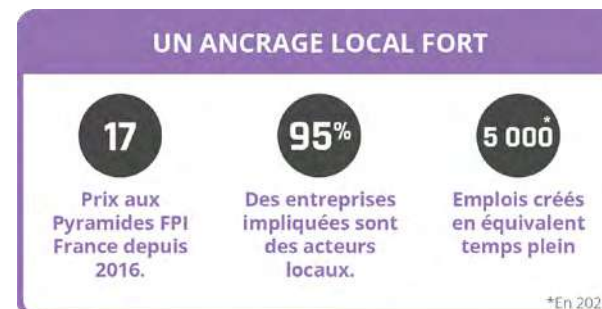 UN ANCRAGE LOCAL FORT
17
95%
5 000*
Prix aux
Pyramides FPI
France depuis
2016.
Des entreprises
impliquées sont
des acteurs
locaux.
Emplois créés
en équivalent
temps plein
*En 202